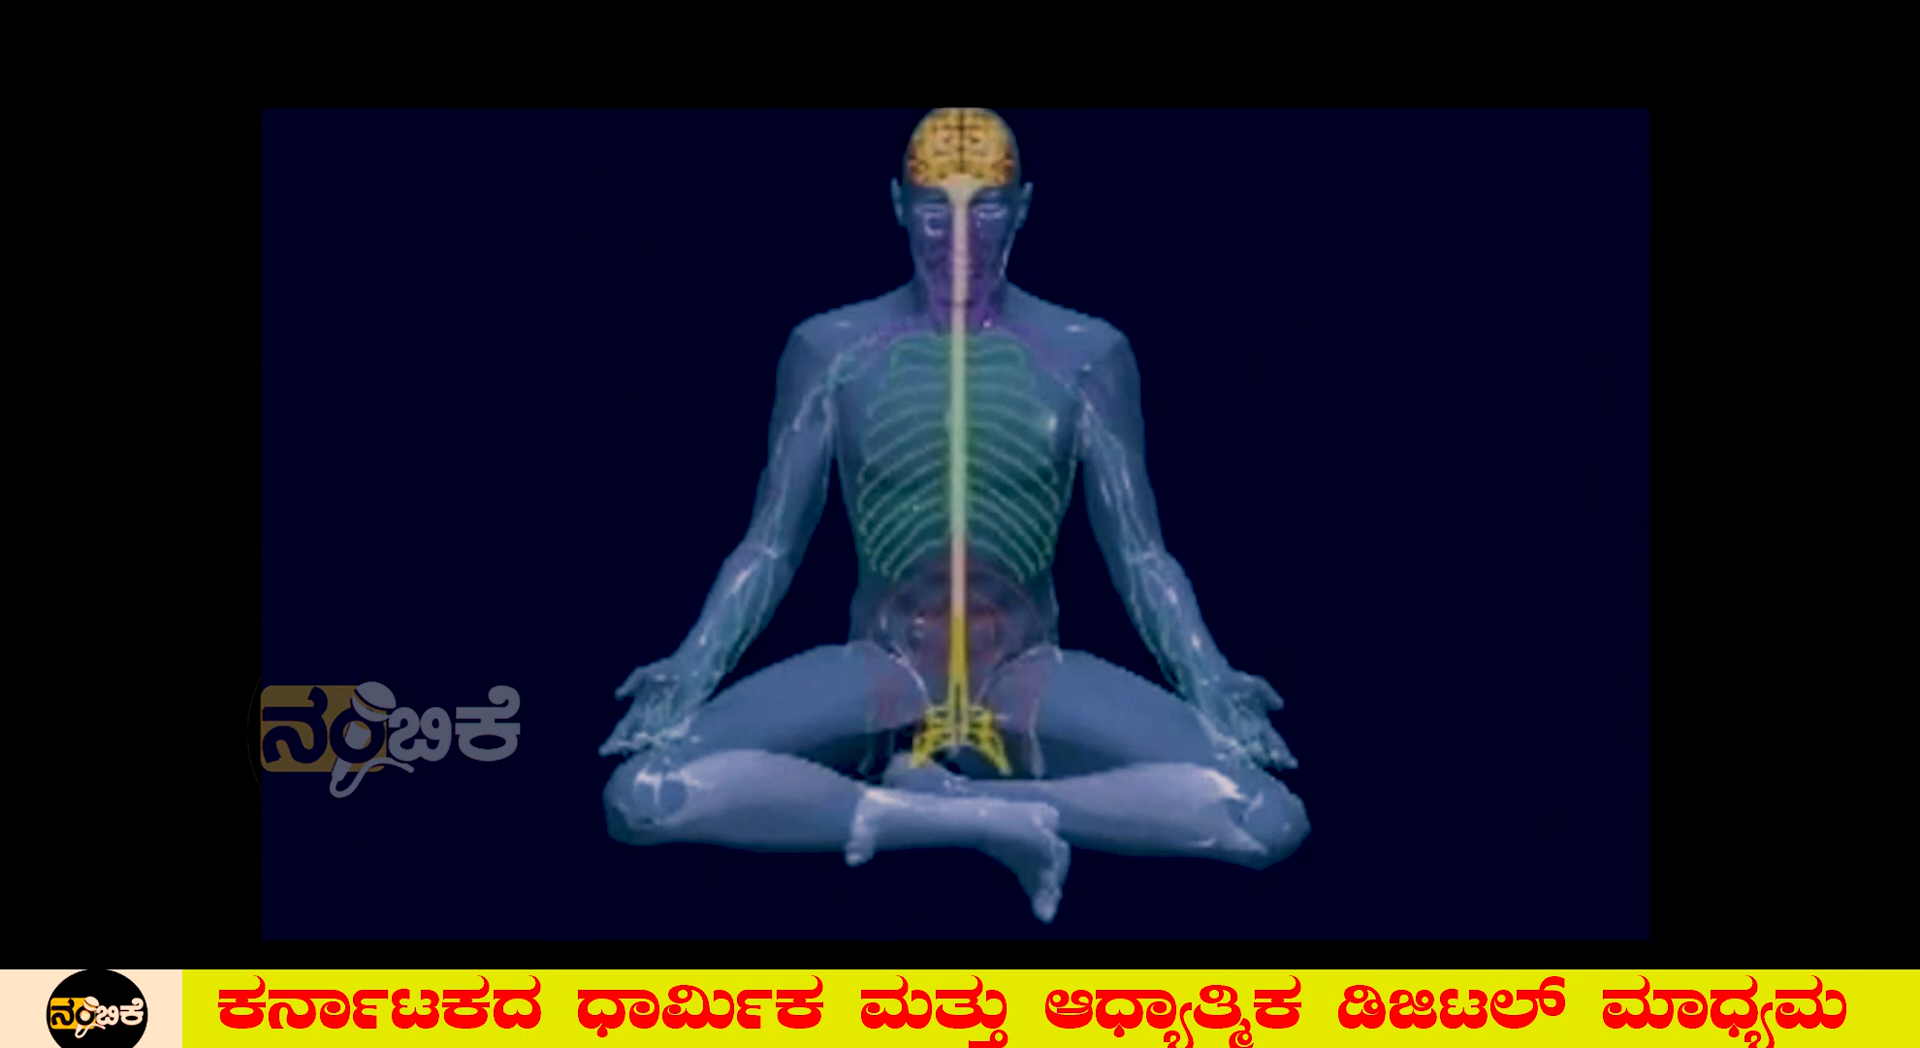 ನಂಬಿಕೆ
ನಂಬಿಕೆ ಕರ್ನಾಟಕದ ಧಾರ್ಮಿಕ ಮತ್ತು ಆಧ್ಯಾತ್ಮಿಕ ಡಿಜಿಟಲ್ ಮಾಧ್ಯಮ